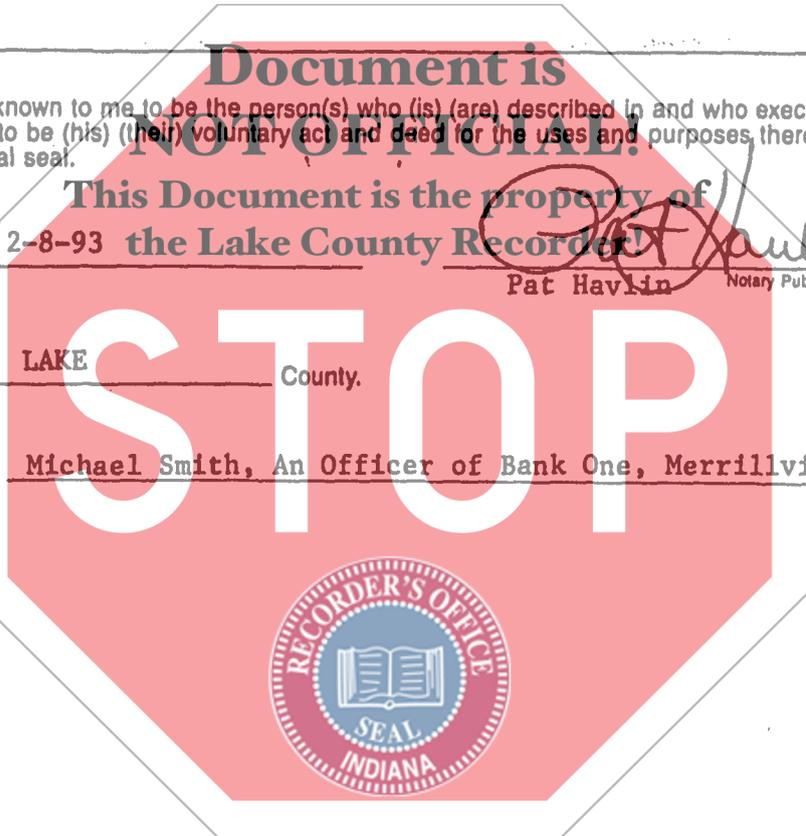 Document is
known to me to be the person(s) who (is) (are) described in and who exec
NOT OFFICIAL!
to be (his) (their) voluntary act and deed for the uses and purposes there
al seal.
This Document is the property of
the Lake County Recorder!
2-8-93
Pat Havlin
Pat Havlin
Notary Pub
LAKE County.
STOP
Michael Smith, An Officer of Bank One, Merrillvi
RECORDER'S OFFICE
SEAL
INDIANA